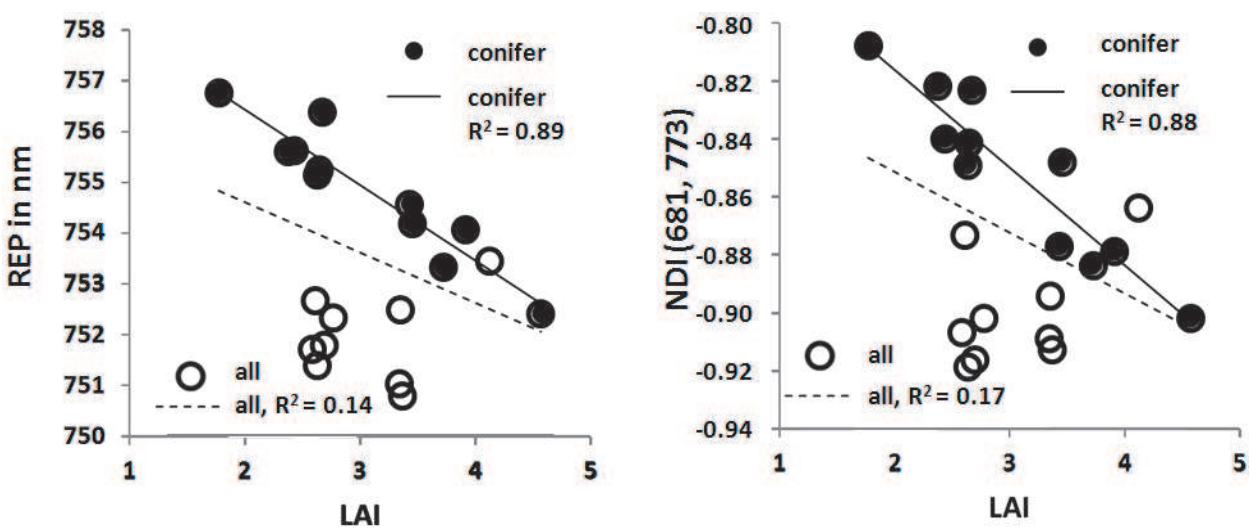 758
757
756
755
754
753
752
751
750
REP in nm
conifer
conifer
R² = 0.89
all
all, R² = 0.14
1 2 3 4 5
LAI
-0.80
-0.82
-0.84
-0.86
-0.88
-0.90
-0.92
-0.94
NDI (681, 773)
conifer
conifer
R² = 0.88
all
all, R² = 0.17
1 2 3 4 5
LAI